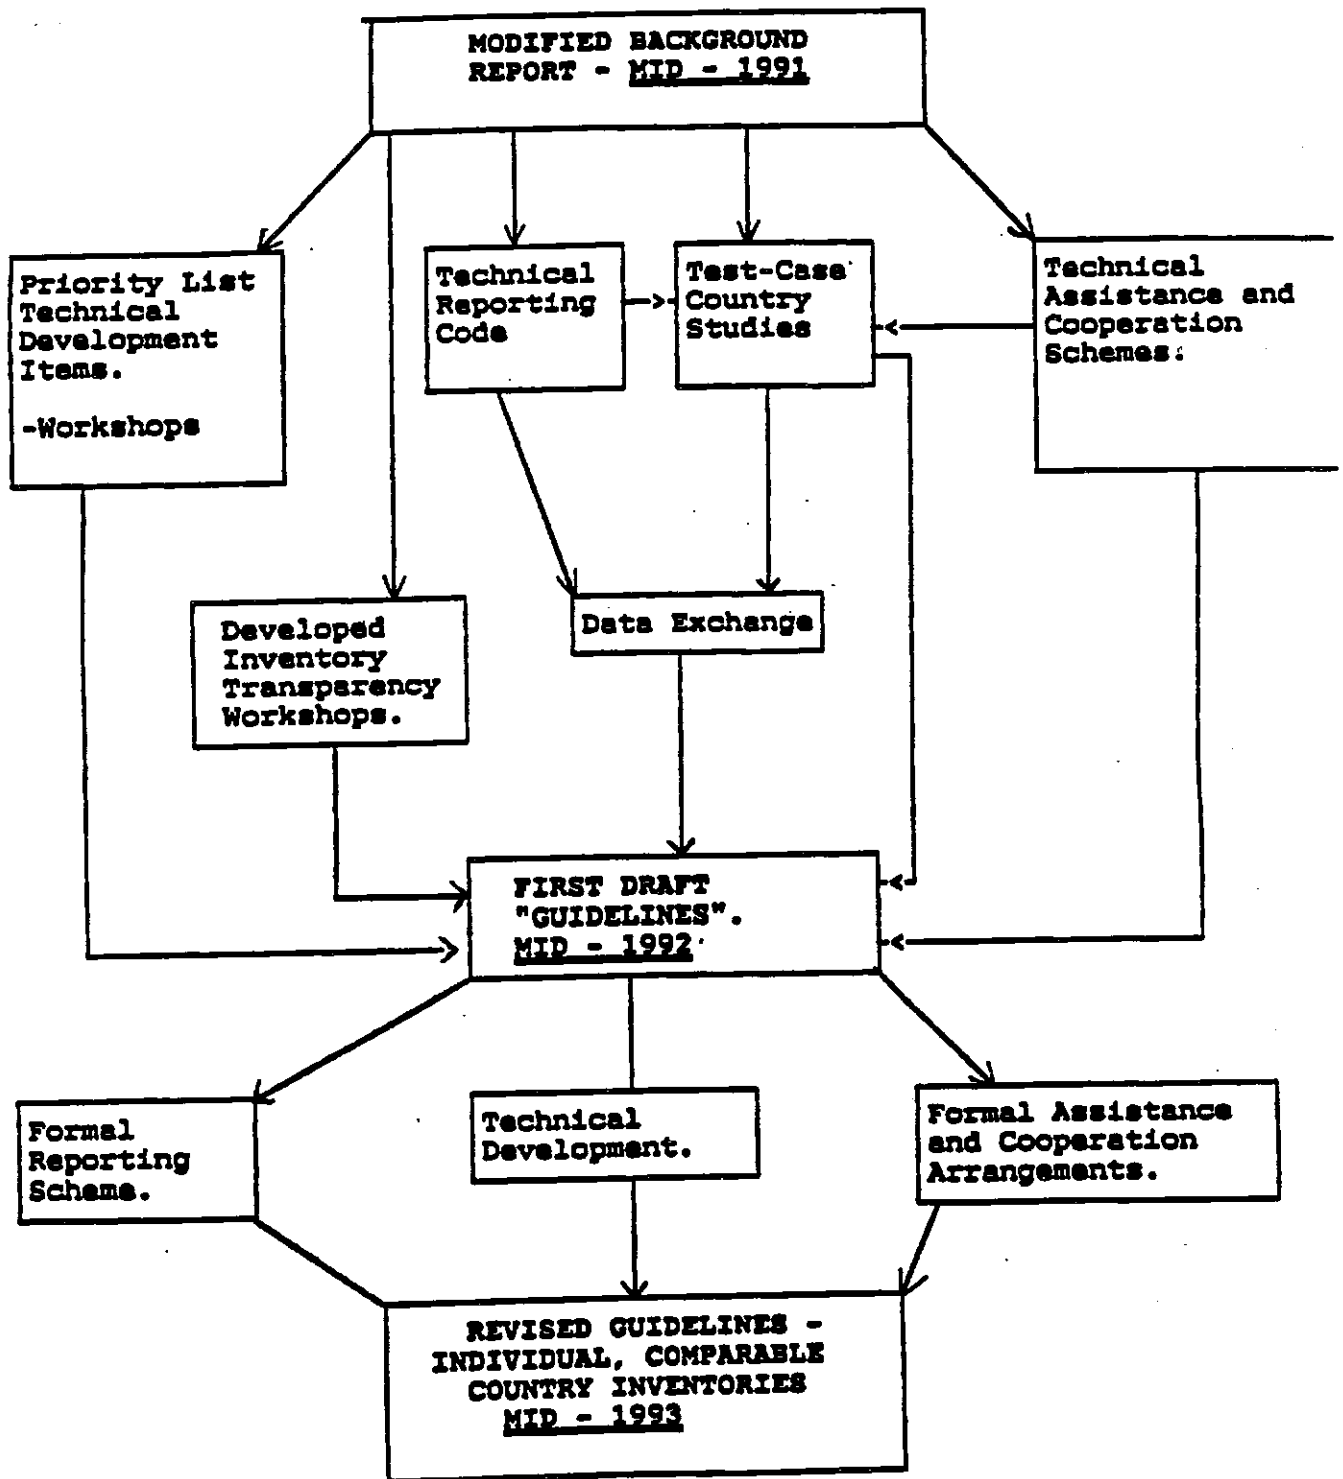 MODIFIED BACKGROUND
REPORT - MID - 1991
Priority List
Technical
Development
Items.
-Workshops
Technical
Reporting
Code
Test-Case
Country
Studies
Technical
Assistance and
Cooperation
Schemes.
Developed
Inventory
Transparency
Workshops.
Data Exchange
FIRST DRAFT
"GUIDELINES".
MID - 1992
Formal
Reporting
Scheme.
Technical
Development.
Formal Assistance
and Cooperation
Arrangements.
REVISED GUIDELINES -
INDIVIDUAL, COMPARABLE
COUNTRY INVENTORIES
MID - 1993